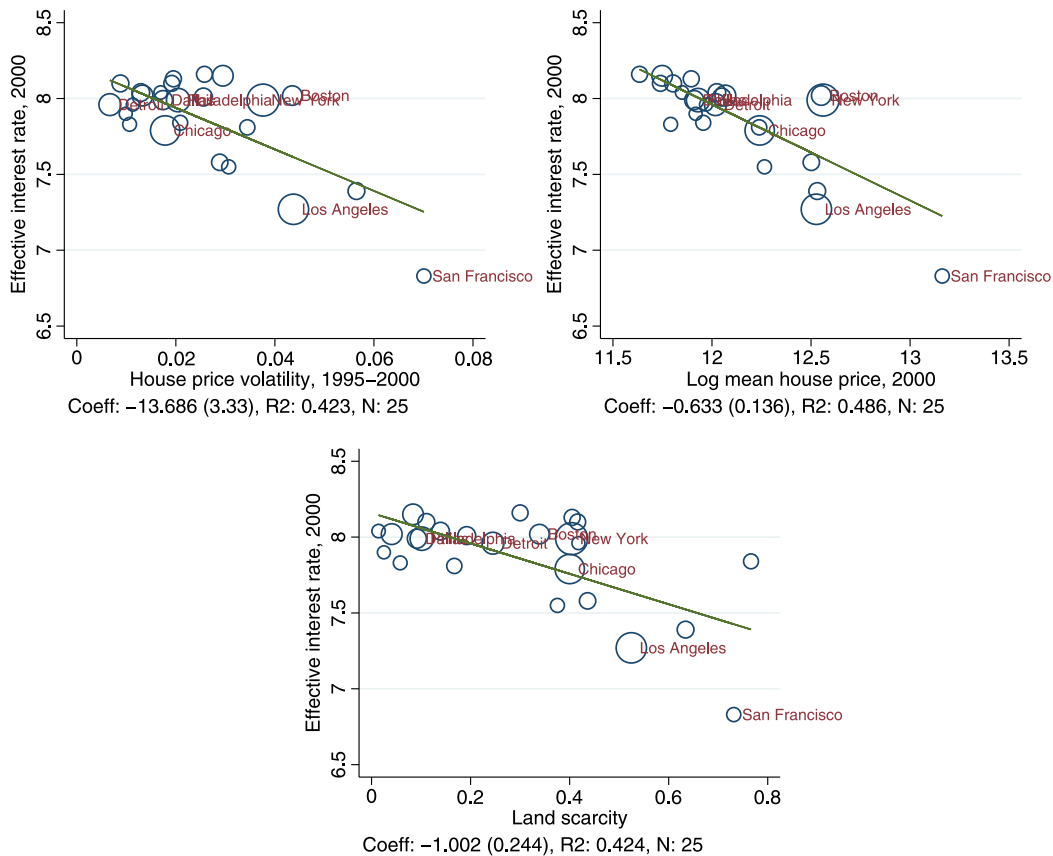 Effective interest rate, 2000
8.5
8
7.5
7
6.5
Detroit
Dallas
Philadelphia
New York
Boston
Chicago
Los Angeles
San Francisco
0 0.02 0.04 0.06 0.08
House price volatility, 1995–2000
Coeff: −13.686 (3.33), R2: 0.423, N: 25
Effective interest rate, 2000
8.5
8
7.5
7
6.5
Philadelphia
Detroit
Boston
New York
Chicago
Los Angeles
San Francisco
11.5 12 12.5 13 13.5
Log mean house price, 2000
Coeff: −0.633 (0.136), R2: 0.486, N: 25
Effective interest rate, 2000
8.5
8
7.5
7
6.5
Dallas
Philadelphia
Detroit
Boston
New York
Chicago
Los Angeles
San Francisco
0 0.2 0.4 0.6 0.8
Land scarcity
Coeff: −1.002 (0.244), R2: 0.424, N: 25